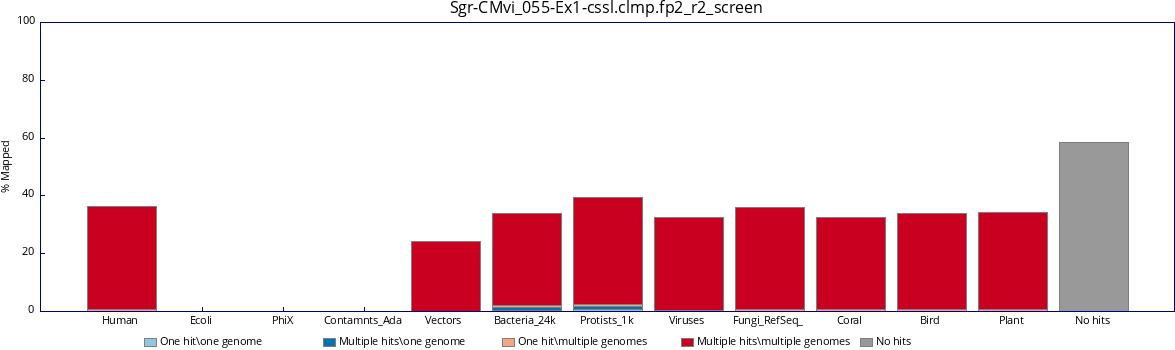 Sgr-CMvi_055-Ex1-cssl.clmp.fp2_r2_screen
100
80
60
40
20
0
% Mapped
Human Ecoli PhiX Contamnts_Ada Vectors Bacteria_24k Protists_1k Viruses Fungi_RefSeq_ Coral Bird Plant No hits
One hit\one genome Multiple hits\one genome One hit\multiple genomes Multiple hits\multiple genomes No hits